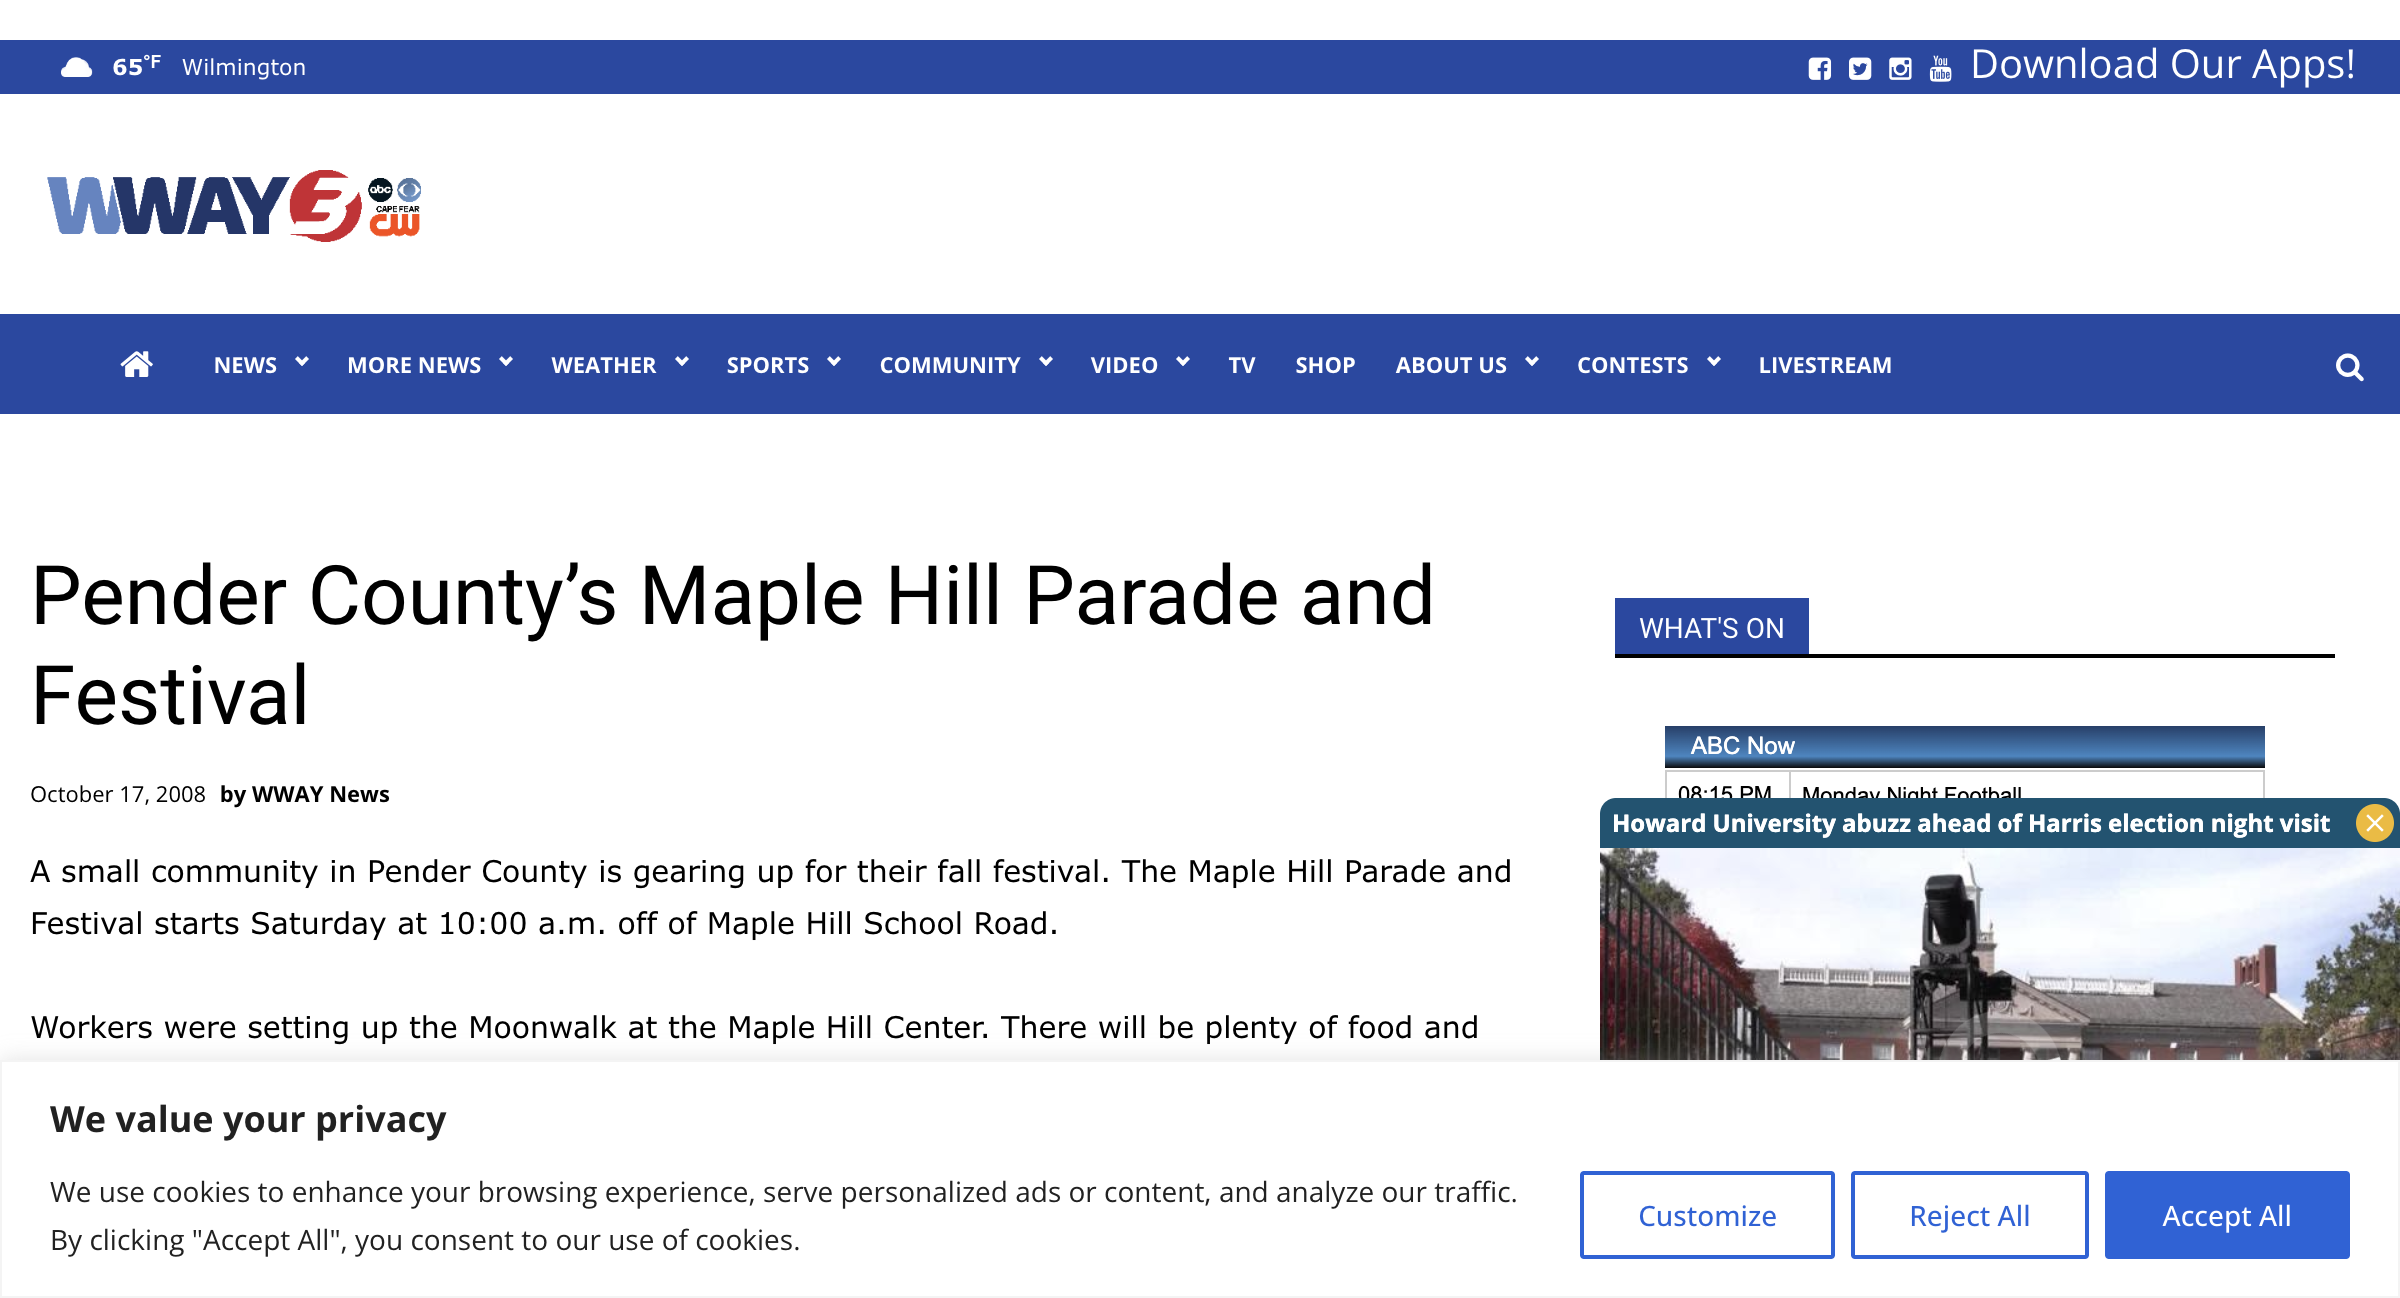 65°F Wilmington
You Tube Download Our Apps!
WWAY 3 abc CAPE FEAR CW
NEWS MORE NEWS WEATHER SPORTS COMMUNITY VIDEO TV SHOP ABOUT US CONTESTS LIVESTREAM
Pender County’s Maple Hill Parade and
Festival
October 17, 2008 by WWAY News
A small community in Pender County is gearing up for their fall festival. The Maple Hill Parade and
Festival starts Saturday at 10:00 a.m. off of Maple Hill School Road.
Workers were setting up the Moonwalk at the Maple Hill Center. There will be plenty of food and
WHAT'S ON
ABC Now
08:15 PM Monday Night Football
Howard University abuzz ahead of Harris election night visit
We value your privacy
We use cookies to enhance your browsing experience, serve personalized ads or content, and analyze our traffic.
By clicking "Accept All", you consent to our use of cookies.
Customize Reject All Accept All